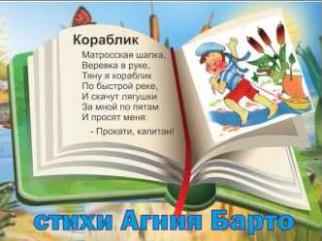 Кораблик
Матросская шапка,
Веревка в руке,
Тяну я кораблик
По быстрой реке,
И скачут лягушки
За мной по пятам
И просят меня:
- Прокати, капитан!
стихи Агния Барто